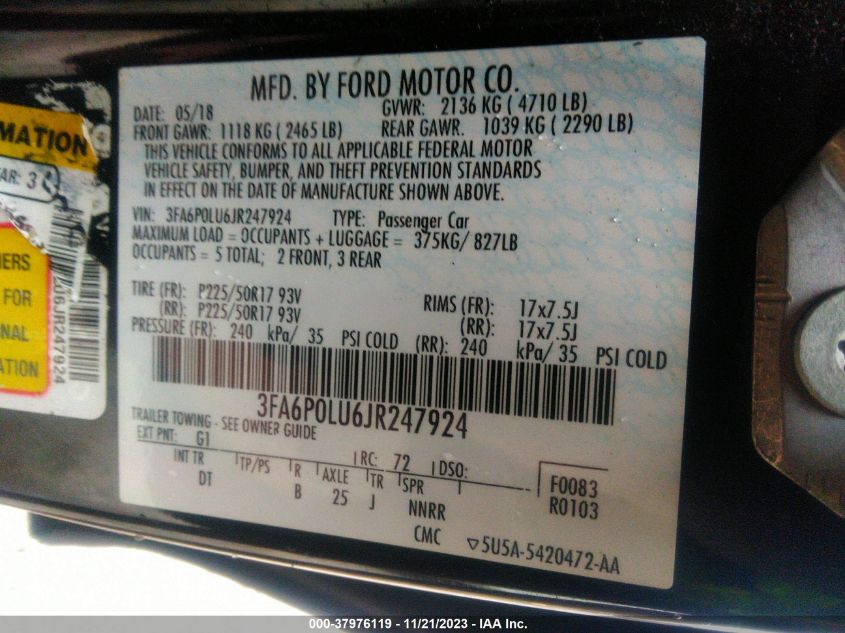 MFD. BY FORD MOTOR CO.
DATE: 05/18 GVWR: 2136 KG ( 4710 LB)
FRONT GAWR: 1118 KG ( 2465 LB) REAR GAWR. 1039 KG ( 2290 LB)
THIS VEHICLE CONFORMS TO ALL APPLICABLE FEDERAL MOTOR
VEHICLE SAFETY, BUMPER, AND THEFT PREVENTION STANDARDS
IN EFFECT ON THE DATE OF MANUFACTURE SHOWN ABOVE.
VIN: 3FA6P0LU6JR247924 TYPE: Passenger Car
MAXIMUM LOAD = OCCUPANTS + LUGGAGE = 375KG/ 827LB
OCCUPANTS = 5 TOTAL; 2 FRONT, 3 REAR
TIRE (FR): P225/50R17 93V RIMS (FR): 17x7.5J
(RR): P225/50R17 93V (RR): 17x7.5J
PRESSURE (FR): 240 kPa/ 35 PSI COLD (RR): 240 kPa/ 35 PSI COLD
3FA6P0LU6JR247924
TRAILER TOWING - SEE OWNER GUIDE
EXT PNT: G1 RC: 72 DSO:
INT TR TP/PS R AXLE TR SPR F0083
DT B 25 J NNRR R0103
CMC 5U5A-5420472-AA
MATION
AR: 3
ERS
FOR
NAL
ATION
6JR247924
000-37976119 - 11/21/2023 - IAA Inc.